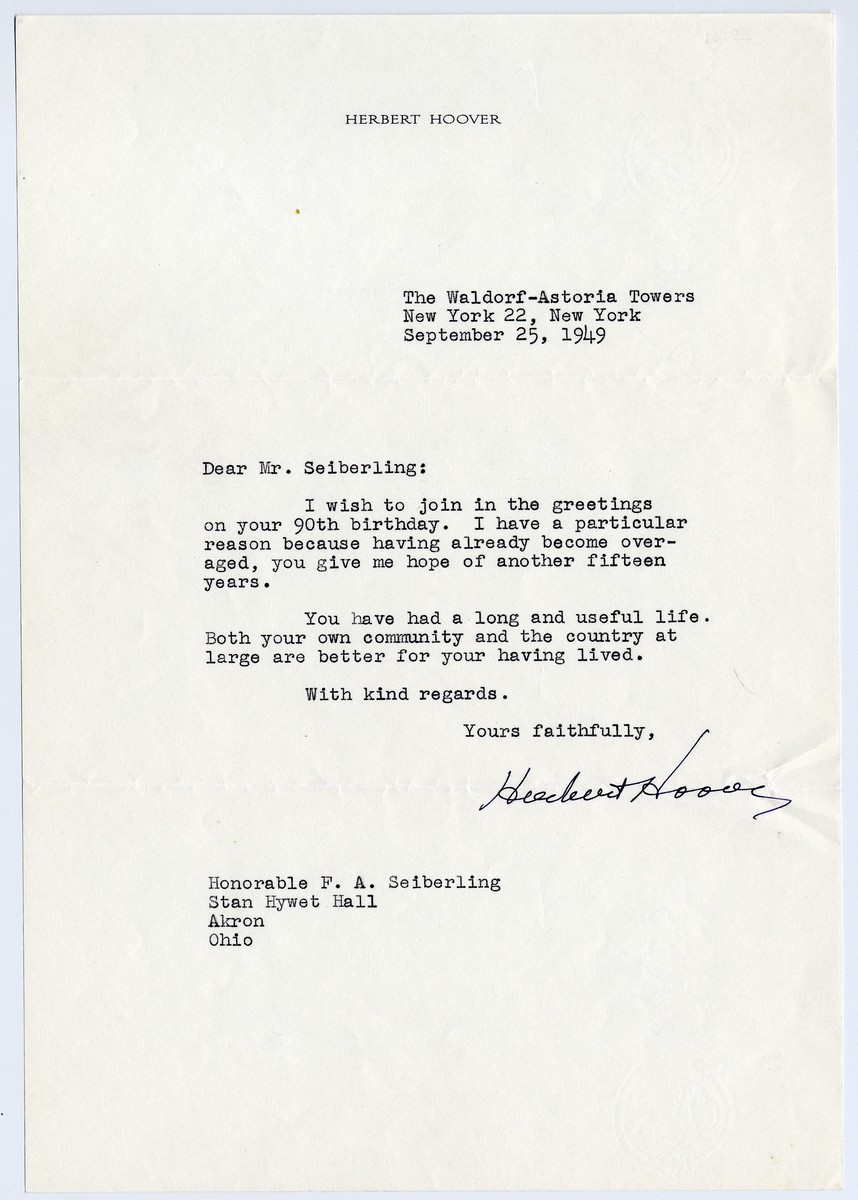 HERBERT HOOVER
The Waldorf-Astoria Towers
New York 22, New York
September 25, 1949
Dear Mr. Seiberling:
I wish to join in the greetings
on your 90th birthday. I have a particular
reason because having already become over-
aged, you give me hope of another fifteen
years.
You have had a long and useful life.
Both your own community and the country at
large are better for your having lived.
With kind regards.
Yours faithfully,
Herbert Hoover
Honorable F. A. Seiberling
Stan Hywet Hall
Akron
Ohio